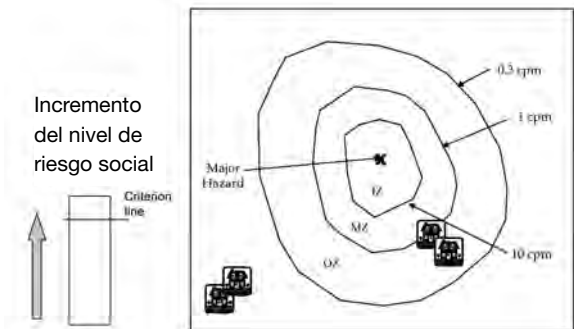 Incremento
del nivel de
riesgo social
Criterion
line
0.3 cpm
1 cpm
Major
Hazard
IZ
MZ
OZ
10 cpm